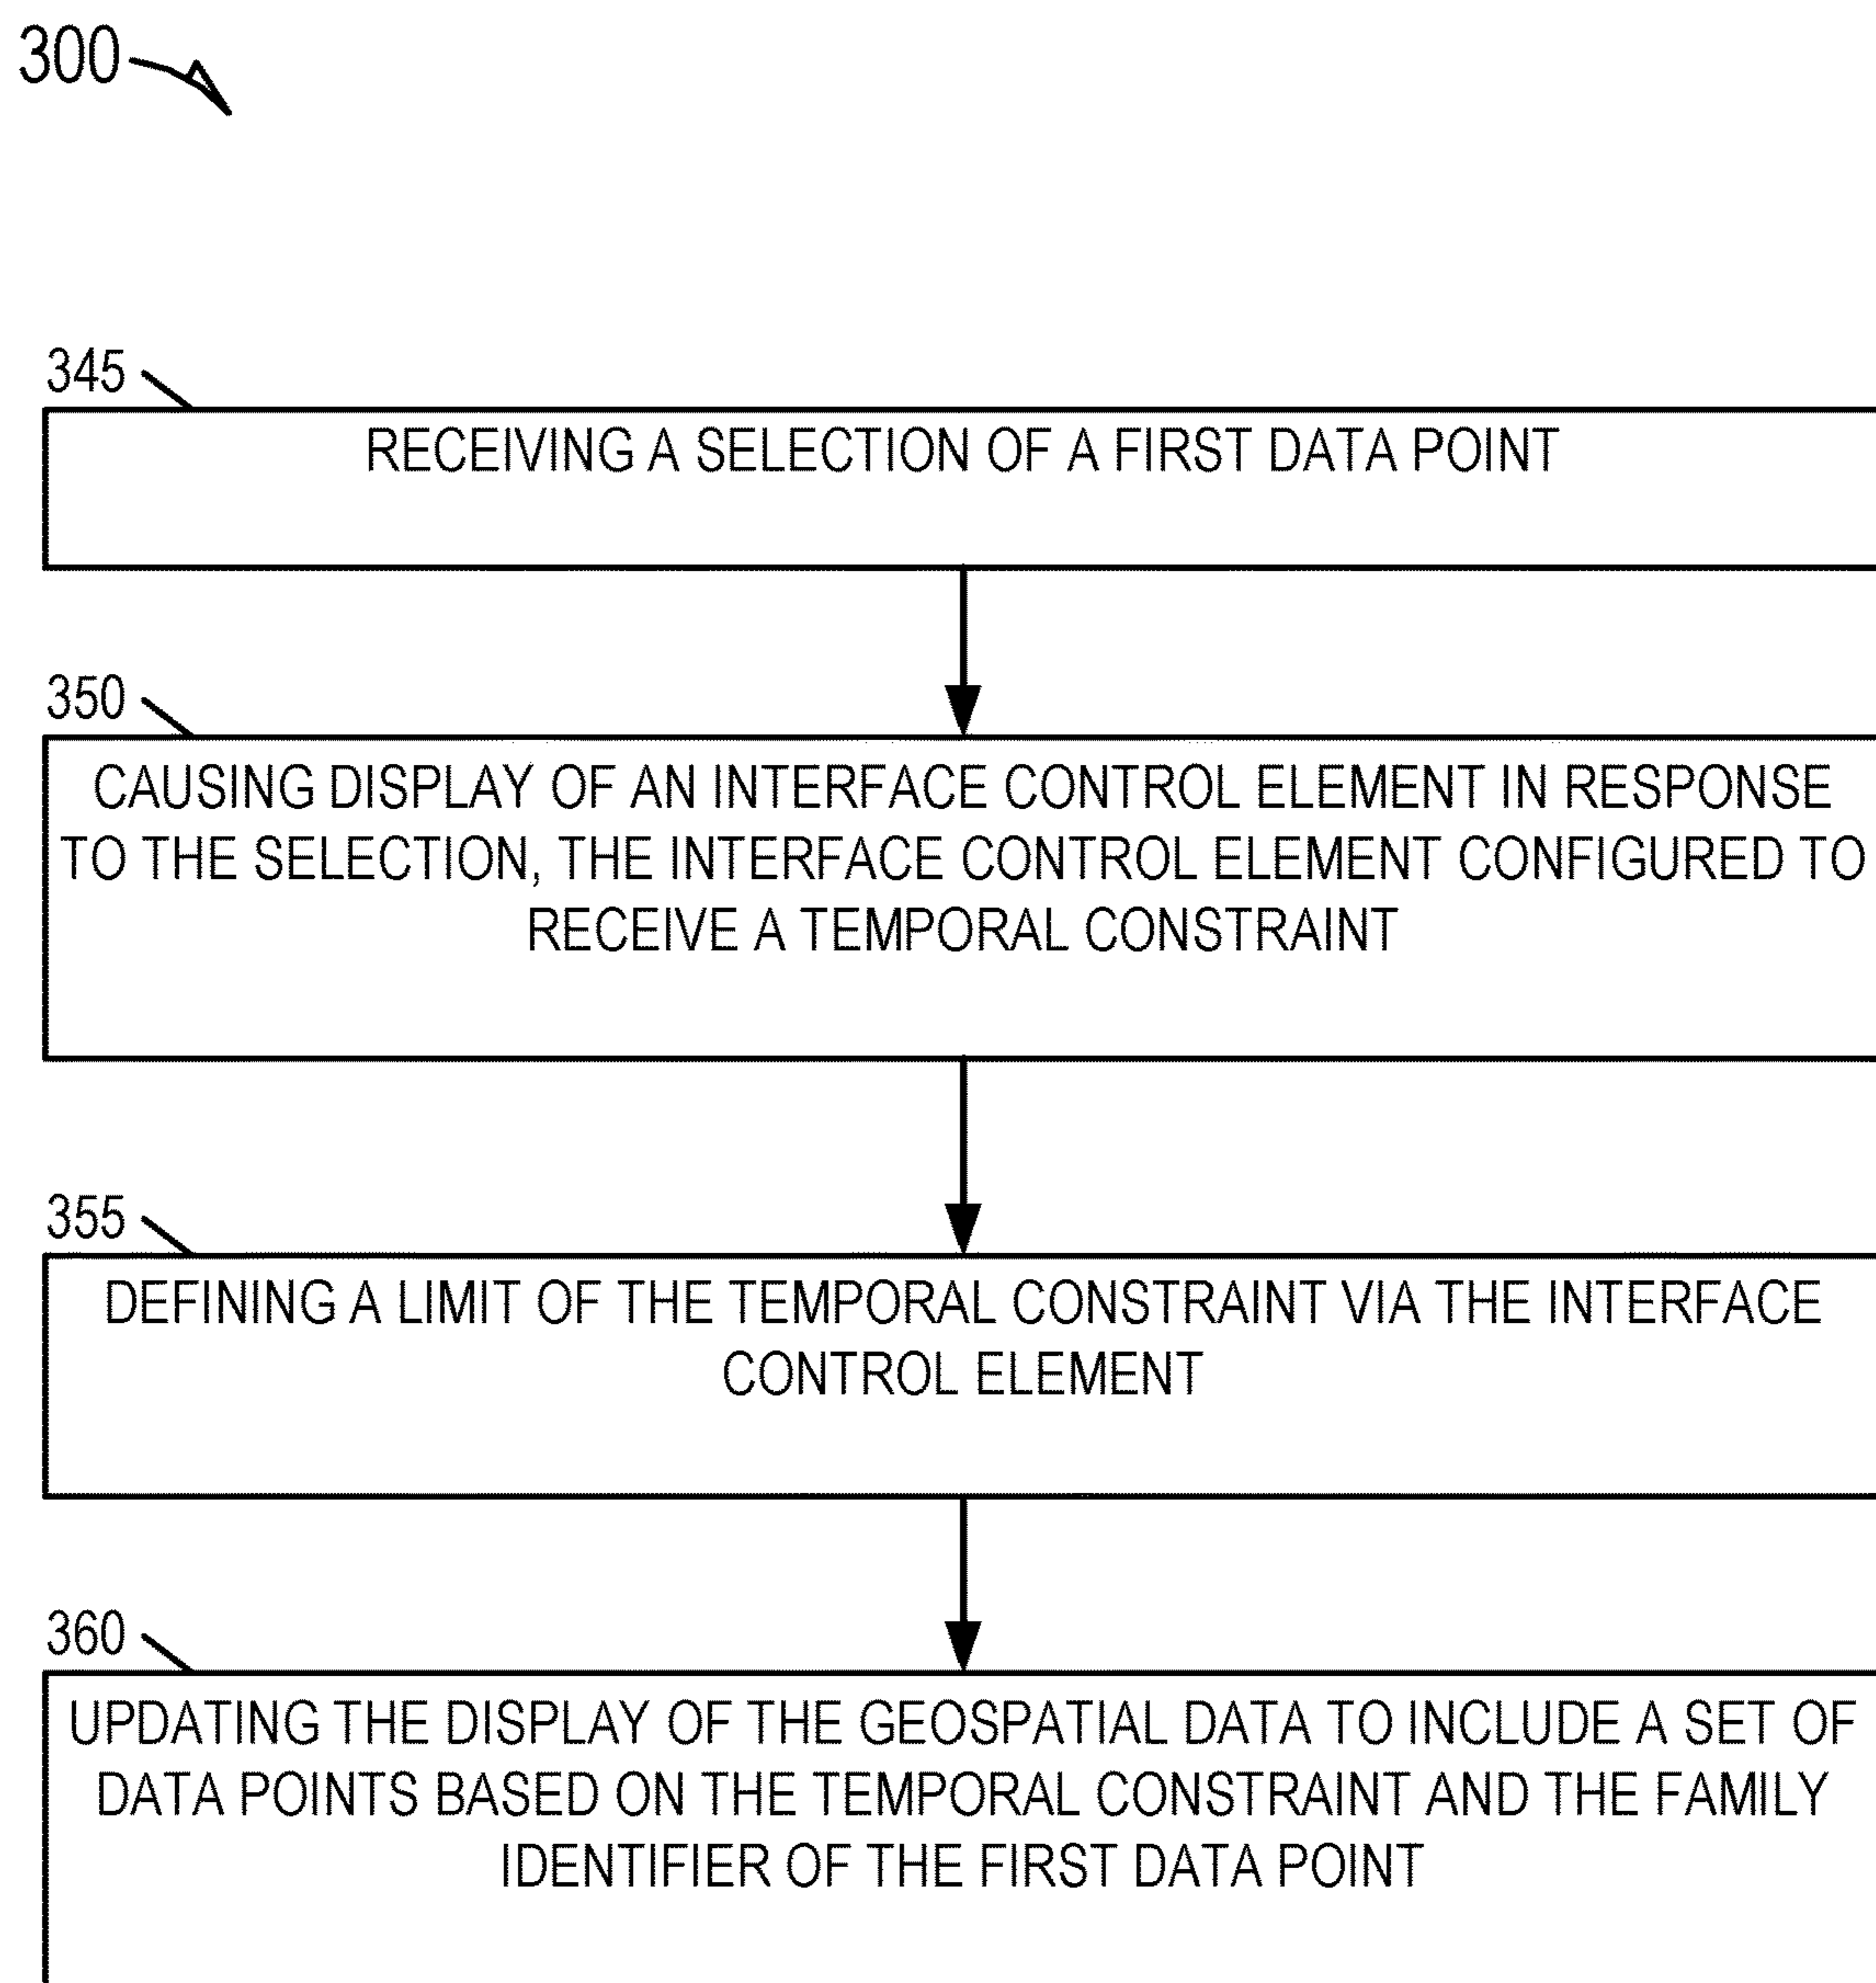 300
345
RECEIVING A SELECTION OF A FIRST DATA POINT
350
CAUSING DISPLAY OF AN INTERFACE CONTROL ELEMENT IN RESPONSE
TO THE SELECTION, THE INTERFACE CONTROL ELEMENT CONFIGURED TO
RECEIVE A TEMPORAL CONSTRAINT
355
DEFINING A LIMIT OF THE TEMPORAL CONSTRAINT VIA THE INTERFACE
CONTROL ELEMENT
360
UPDATING THE DISPLAY OF THE GEOSPATIAL DATA TO INCLUDE A SET OF
DATA POINTS BASED ON THE TEMPORAL CONSTRAINT AND THE FAMILY
IDENTIFIER OF THE FIRST DATA POINT